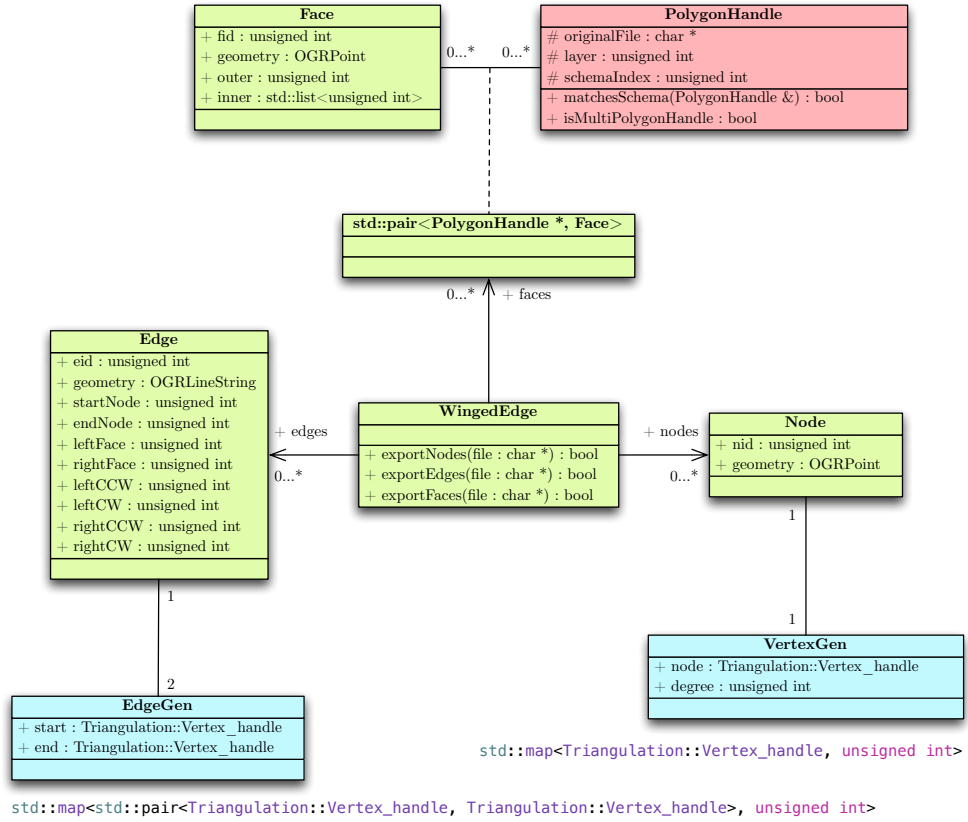 Face
+ fid : unsigned int
+ geometry : OGRPoint
+ outer : unsigned int
+ inner : std::list<unsigned int>
0...*
0...*
PolygonHandle
# originalFile : char *
# layer : unsigned int
# schemaIndex : unsigned int
+ matchesSchema(PolygonHandle &) : bool
+ isMultiPolygonHandle : bool
std::pair<PolygonHandle *, Face>
0...*
+ faces
Edge
+ eid : unsigned int
+ geometry : OGRLineString
+ startNode : unsigned int
+ endNode : unsigned int
+ leftFace : unsigned int
+ rightFace : unsigned int
+ leftCCW : unsigned int
+ leftCW : unsigned int
+ rightCCW : unsigned int
+ rightCW : unsigned int
+ edges
0...*
WingedEdge
+ exportNodes(file : char *) : bool
+ exportEdges(file : char *) : bool
+ exportFaces(file : char *) : bool
+ nodes
0...*
Node
+ nid : unsigned int
+ geometry : OGRPoint
1
1
VertexGen
+ node : Triangulation::Vertex_handle
+ degree : unsigned int
1
2
EdgeGen
+ start : Triangulation::Vertex_handle
+ end : Triangulation::Vertex_handle
std::map<Triangulation::Vertex_handle, unsigned int>
std::map<std::pair<Triangulation::Vertex_handle, Triangulation::Vertex_handle>, unsigned int>